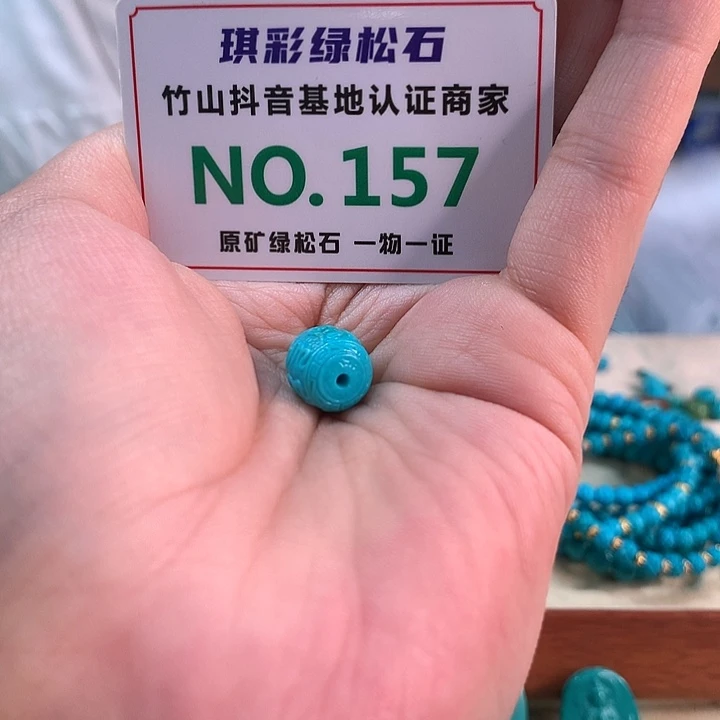 琪彩绿松石
竹山抖音基地认证商家
NO.157
原矿绿松石 一物一证